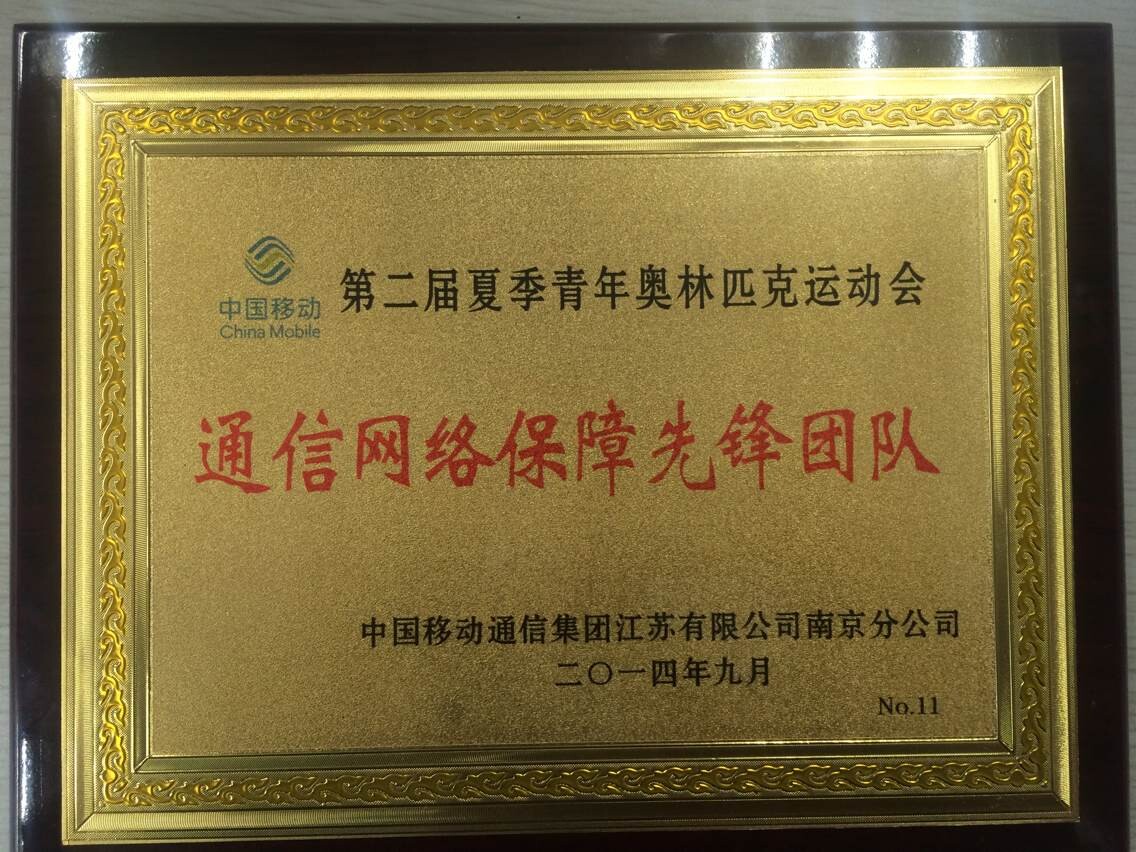 中国移动
China Mobile
第二届夏季青年奥林匹克运动会
通信网络保障先锋团队
中国移动通信集团江苏有限公司南京分公司
二〇一四年九月
No.11